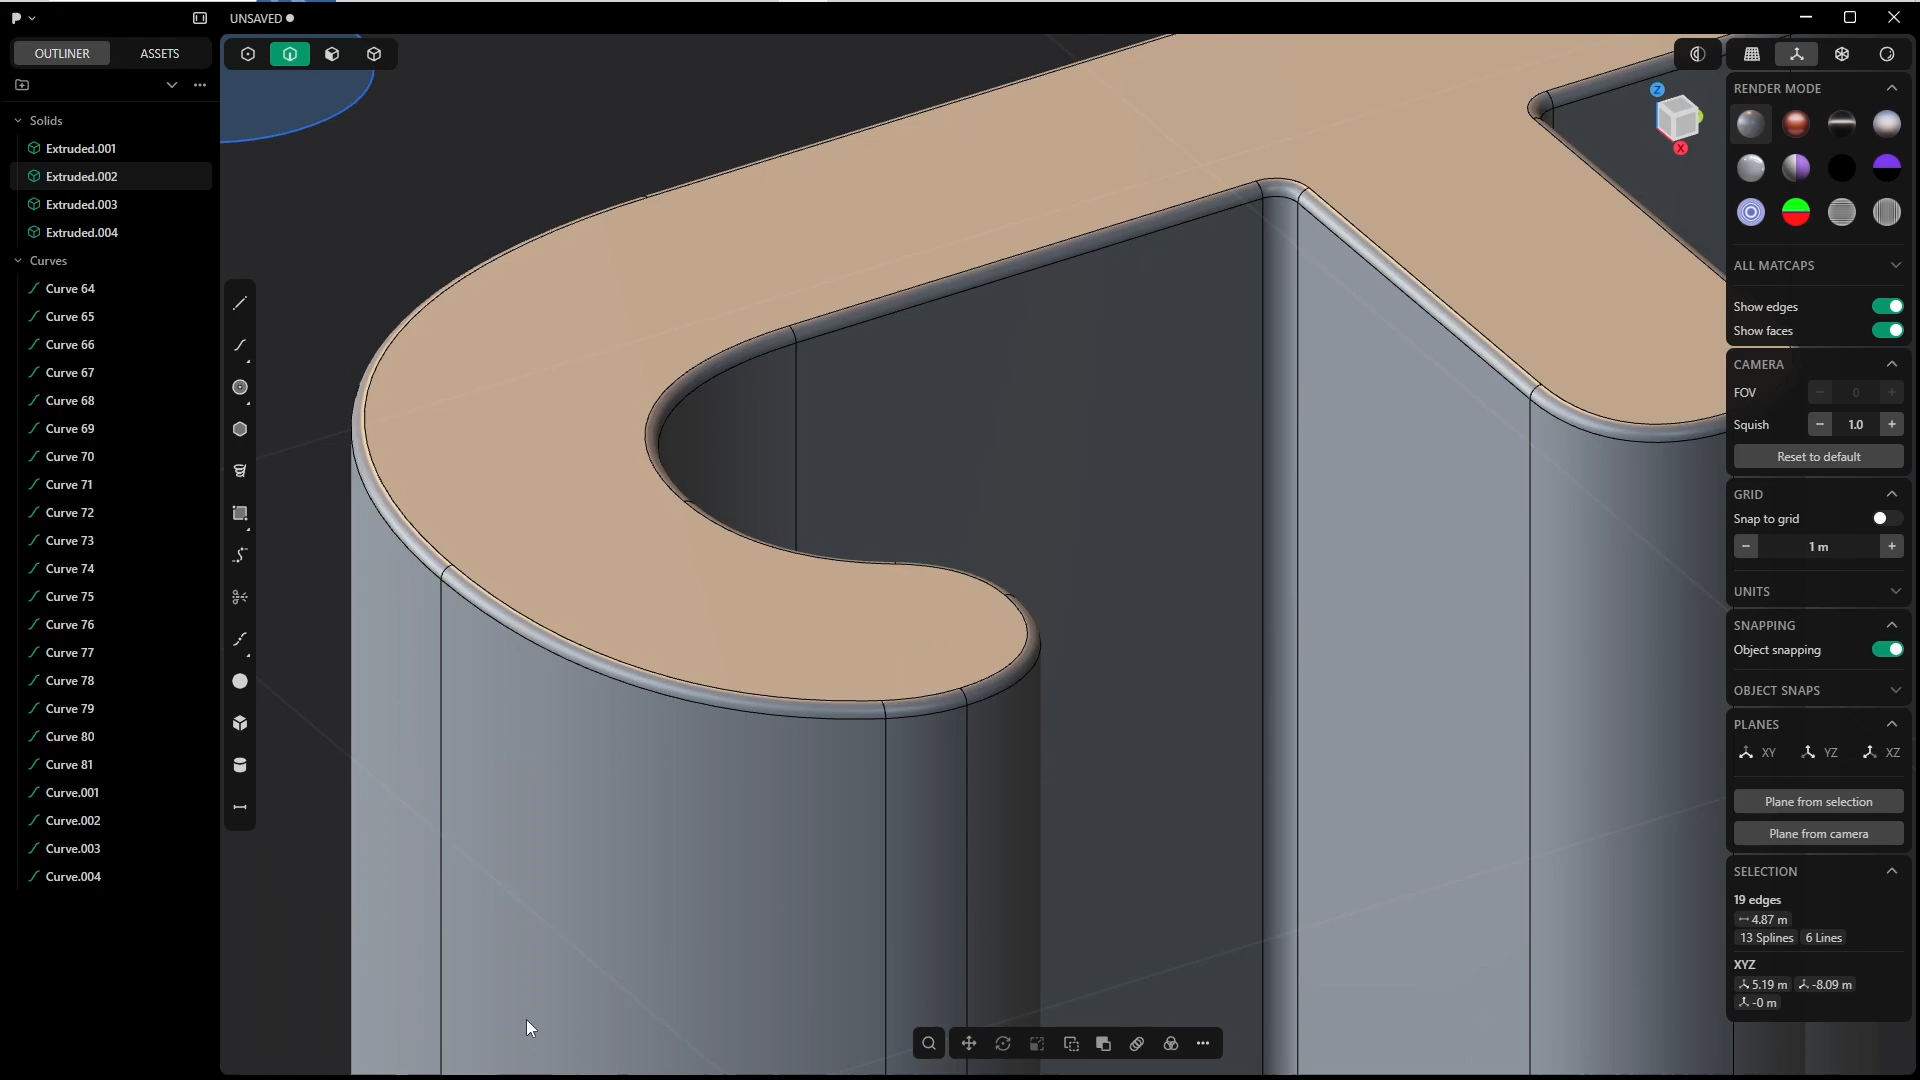 UNSAVED
OUTLINER ASSETS
Solids
Extruded.001
Extruded.002
Extruded.003
Extruded.004
Curves
Curve 64
Curve 65
Curve 66
Curve 67
Curve 68
Curve 69
Curve 70
Curve 71
Curve 72
Curve 73
Curve 74
Curve 75
Curve 76
Curve 77
Curve 78
Curve 79
Curve 80
Curve 81
Curve.001
Curve.002
Curve.003
Curve.004
Z
X
RENDER MODE
ALL MATCAPS
Show edges
Show faces
CAMERA
FOV 0
Squish 1.0
Reset to default
GRID
Snap to grid
1 m
UNITS
SNAPPING
Object snapping
OBJECT SNAPS
PLANES
XY YZ XZ
Plane from selection
Plane from camera
SELECTION
19 edges
4.87 m
13 Splines 6 Lines
XYZ
5.19 m -8.09 m
-0 m